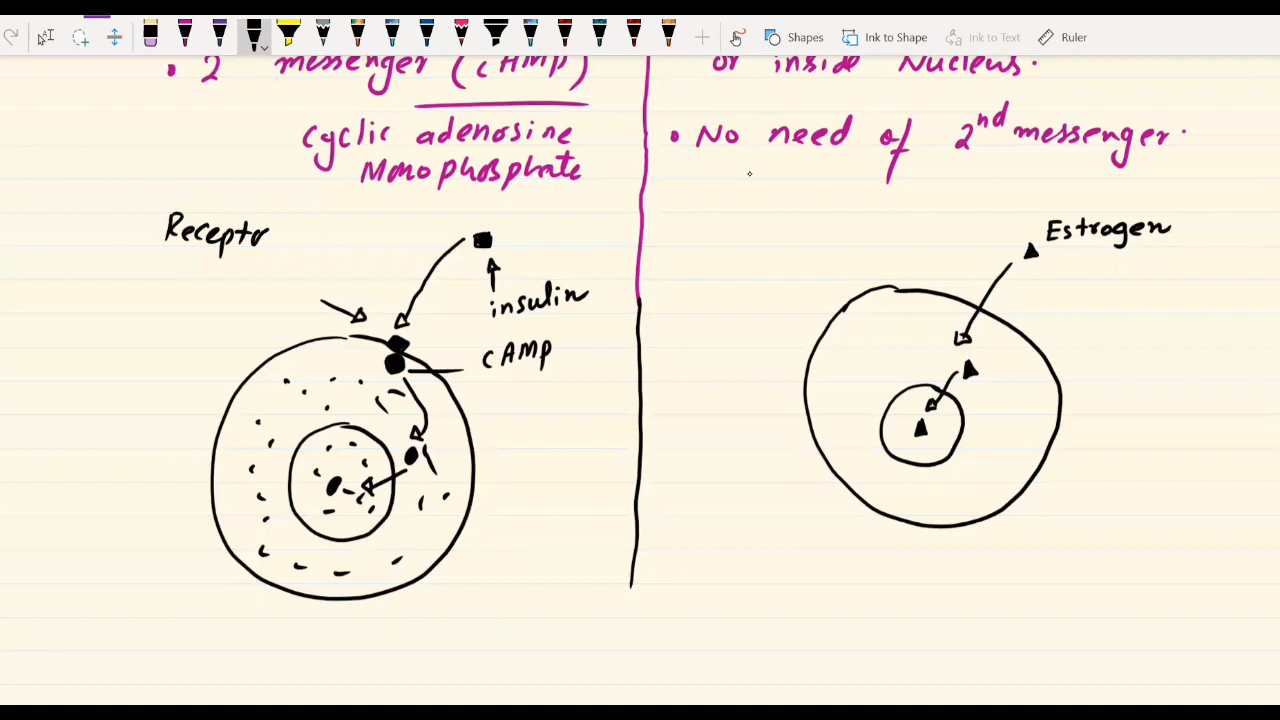 Shapes
Ink to Shape
Ink to Text
Ruler
• 2 messenger (cAMP)
Cyclic adenosine
Monophosphate
Receptor
insulin
cAMP
or inside Nucleus.
• No need of 2nd messenger.
Estrogen